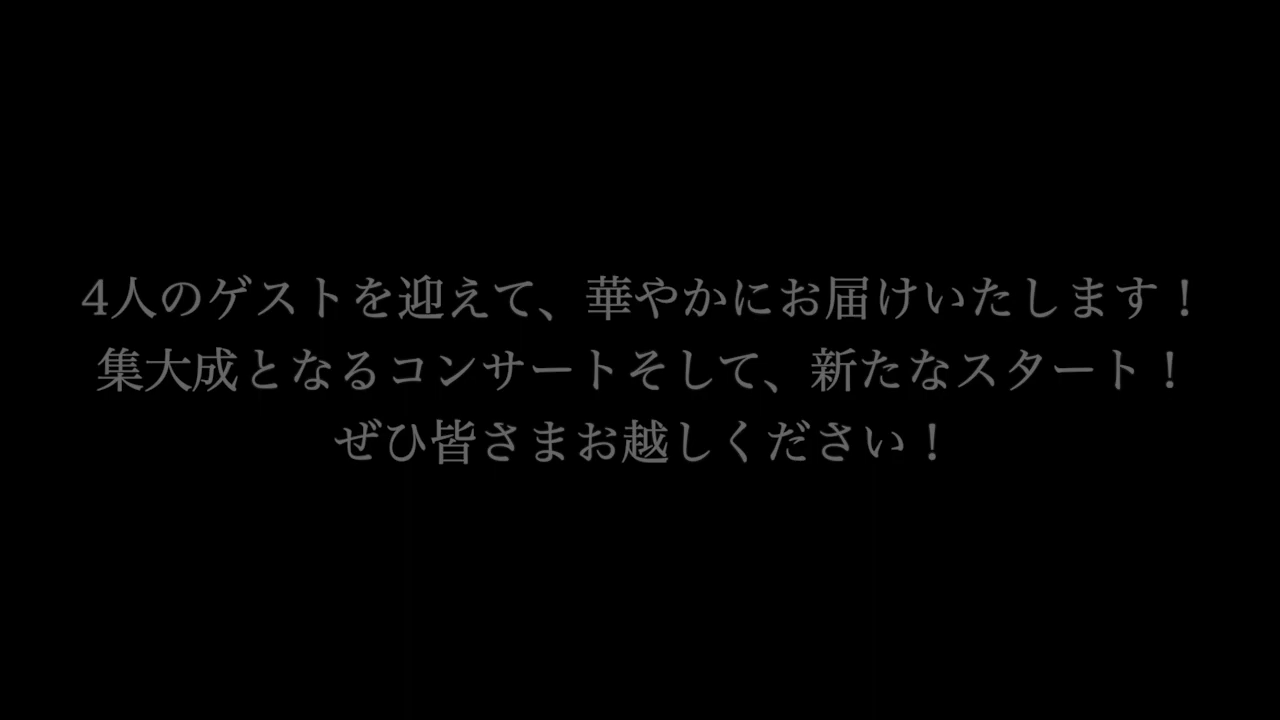 4人のゲストを迎えて、華やかにお届けいたします！
集大成となるコンサートそして、新たなスタート！
ぜひ皆さまお越しください！